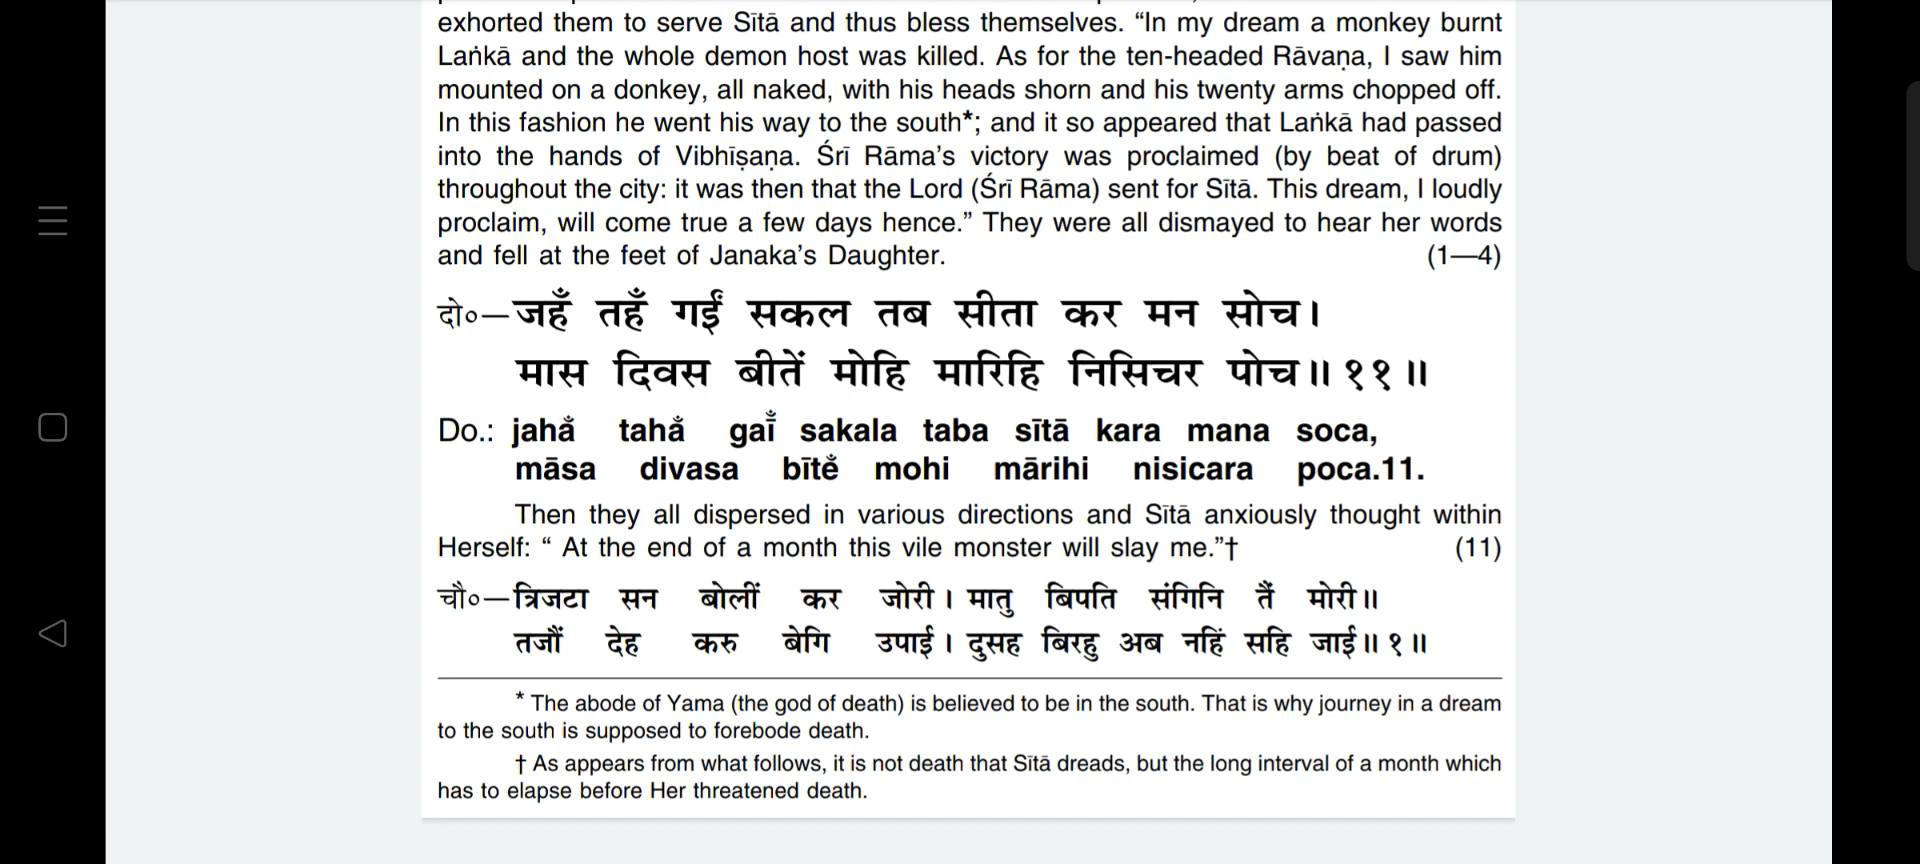 exhorted them to serve Sītā and thus bless themselves. “In my dream a monkey burnt
Laṅkā and the whole demon host was killed. As for the ten-headed Rāvaṇa, I saw him
mounted on a donkey, all naked, with his heads shorn and his twenty arms chopped off.
In this fashion he went his way to the south*; and it so appeared that Laṅkā had passed
into the hands of Vibhīṣaṇa. Śrī Rāma’s victory was proclaimed (by beat of drum)
throughout the city: it was then that the Lord (Śrī Rāma) sent for Sītā. This dream, I loudly
proclaim, will come true a few days hence.” They were all dismayed to hear her words
and fell at the feet of Janaka’s Daughter. (1—4)
दो०—जहँ तहँ गईं सकल तब सीता कर मन सोच।
मास दिवस बीतें मोहि मारिहि निसिचर पोच॥ ११॥
Do.: jahå̐ tahå̐ gaī̐ sakala taba sītā kara mana soca,
māsa divasa bītē̐ mohi mārihi nisicara poca.11.
Then they all dispersed in various directions and Sītā anxiously thought within
Herself: “ At the end of a month this vile monster will slay me.”† (11)
चौ०—त्रिजटा सन बोलीं कर जोरी। मातु बिपति संगिनि तैं मोरी॥
तजौं देह करु बेगि उपाई। दुसह बिरहु अब नहिं सहि जाई॥ १॥
* The abode of Yama (the god of death) is believed to be in the south. That is why journey in a dream
to the south is supposed to forebode death.
† As appears from what follows, it is not death that Sītā dreads, but the long interval of a month which
has to elapse before Her threatened death.